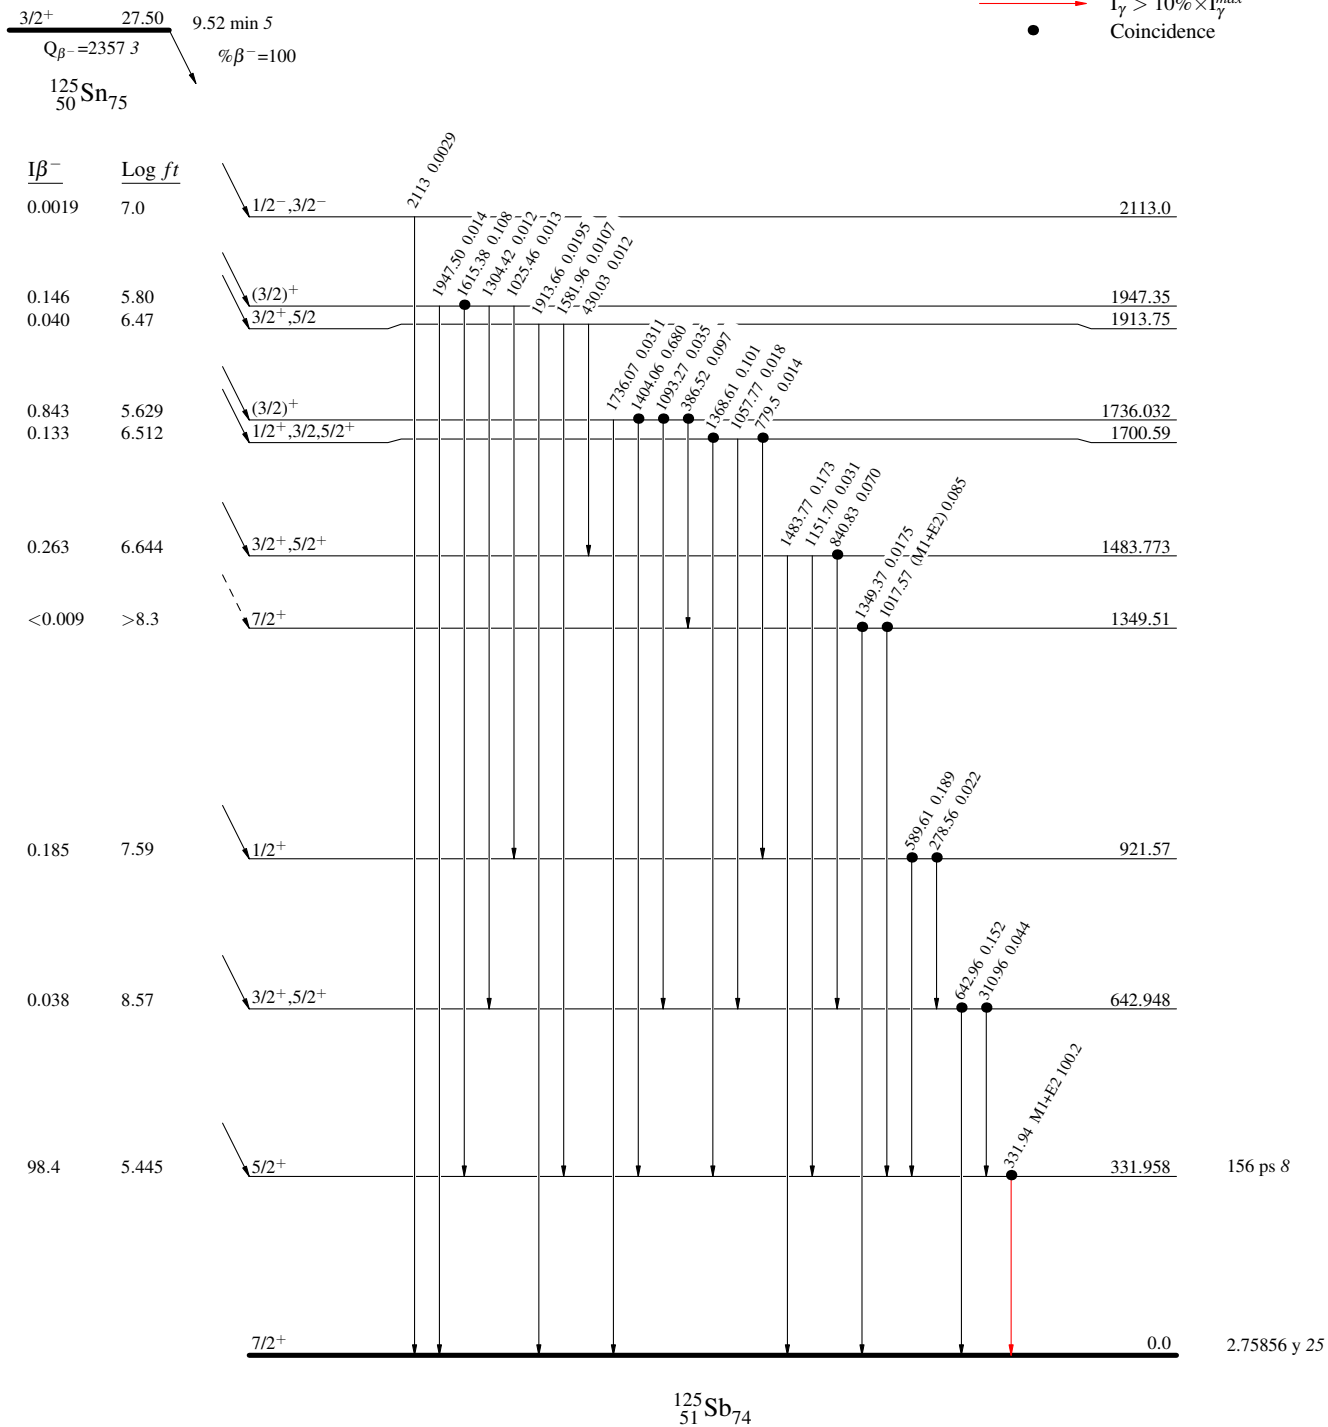 I_γ > 10%×I_γ^max
Coincidence
3/2⁺ 27.50 9.52 min 5
Q_β⁻=2357 3
%β⁻=100
¹²⁵₅₀Sn₇₅
Iβ⁻ Log ft
2113 0.0029
0.0019 7.0 1/2⁻,3/2⁻ 2113.0
1947.50 0.014
1615.38 0.108
1304.42 0.012
1025.46 0.013
1913.66 0.0195
1581.96 0.0107
430.03 0.012
0.146 5.80 (3/2)⁺ 1947.35
0.040 6.47 3/2⁺,5/2 1913.75
1736.07 0.0311
1404.06 0.680
1093.27 0.035
386.52 0.097
1368.61 0.101
1057.77 0.018
779.5 0.014
0.843 5.629 (3/2)⁺ 1736.032
0.133 6.512 1/2⁺,3/2,5/2⁺ 1700.59
1483.77 0.173
1151.70 0.031
840.83 0.070
0.263 6.644 3/2⁺,5/2⁺ 1483.773
1349.37 0.0175
1017.57 (M1+E2) 0.085
<0.009 >8.3 7/2⁺ 1349.51
589.61 0.189
278.56 0.022
0.185 7.59 1/2⁺ 921.57
642.96 0.152
310.96 0.044
0.038 8.57 3/2⁺,5/2⁺ 642.948
331.94 M1+E2 100.2
98.4 5.445 5/2⁺ 331.958 156 ps 8
7/2⁺ 0.0 2.75856 y 25
¹²⁵₅₁Sb₇₄